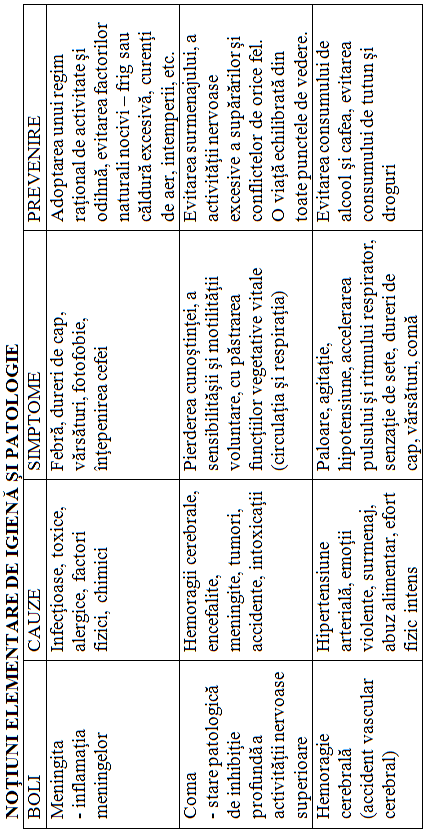 NOŢIUNI ELEMENTARE DE IGIENĂ ŞI PATOLOGIE
BOLI
CAUZE
SIMPTOME
PREVENIRE
Meningita
- inflamaţia
meningelor
Infecţioase, toxice,
alergice, factori
fizici, chimici
Febră, dureri de cap,
vărsături, fotofobie,
înţepenirea cefei
Adoptarea unui regim
raţional de activitate şi
odihnă, evitarea factorilor
naturali nocivi – frig sau
căldură excesivă, curenţi
de aer, intemperii, etc.
Coma
- stare patologică
de inhibiţie
profundă a
activităţii nervoase
superioare
Hemoragii cerebrale,
encefalite,
meningite, tumori,
accidente, intoxicaţii
Pierderea cunoştinţei, a
sensibilităşii şi motilităţii
voluntare, cu păstrarea
funcţiilor vegetative vitale
(circulaţia şi respiraţia)
Evitarea surmenajului, a
activităţii nervoase
excesive a supărărilor şi
conflictelor de orice fel.
O viaţă echilibrată din
toate punctele de vedere.
Hemoragie
cerebrală
(accident vascular
cerebral)
Hipertensiune
arterială, emoţii
violente, surmenaj,
abuz alimentar, efort
fizic intens
Paloare, agitaţie,
hipotensiune, accelerarea
pulsului şi ritmului respirator,
senzaţie de sete, dureri de
cap, vărsături, comă
Evitarea consumului de
alcool şi cafea, evitarea
consumului de tutun şi
droguri